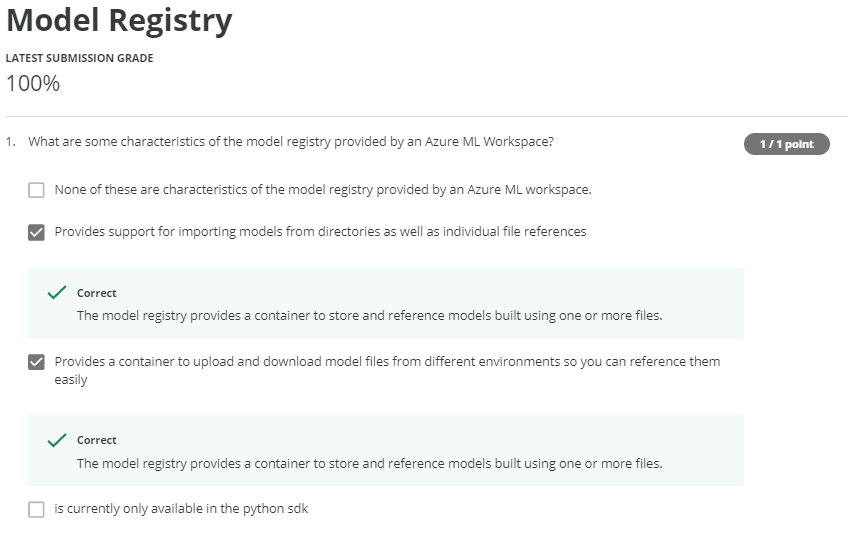 Model Registry
LATEST SUBMISSION GRADE
100%
1. What are some characteristics of the model registry provided by an Azure ML Workspace?
1 / 1 point
None of these are characteristics of the model registry provided by an Azure ML workspace.
Provides support for importing models from directories as well as individual file references
Correct
The model registry provides a container to store and reference models built using one or more files.
Provides a container to upload and download model files from different environments so you can reference them
easily
Correct
The model registry provides a container to store and reference models built using one or more files.
is currently only available in the python sdk